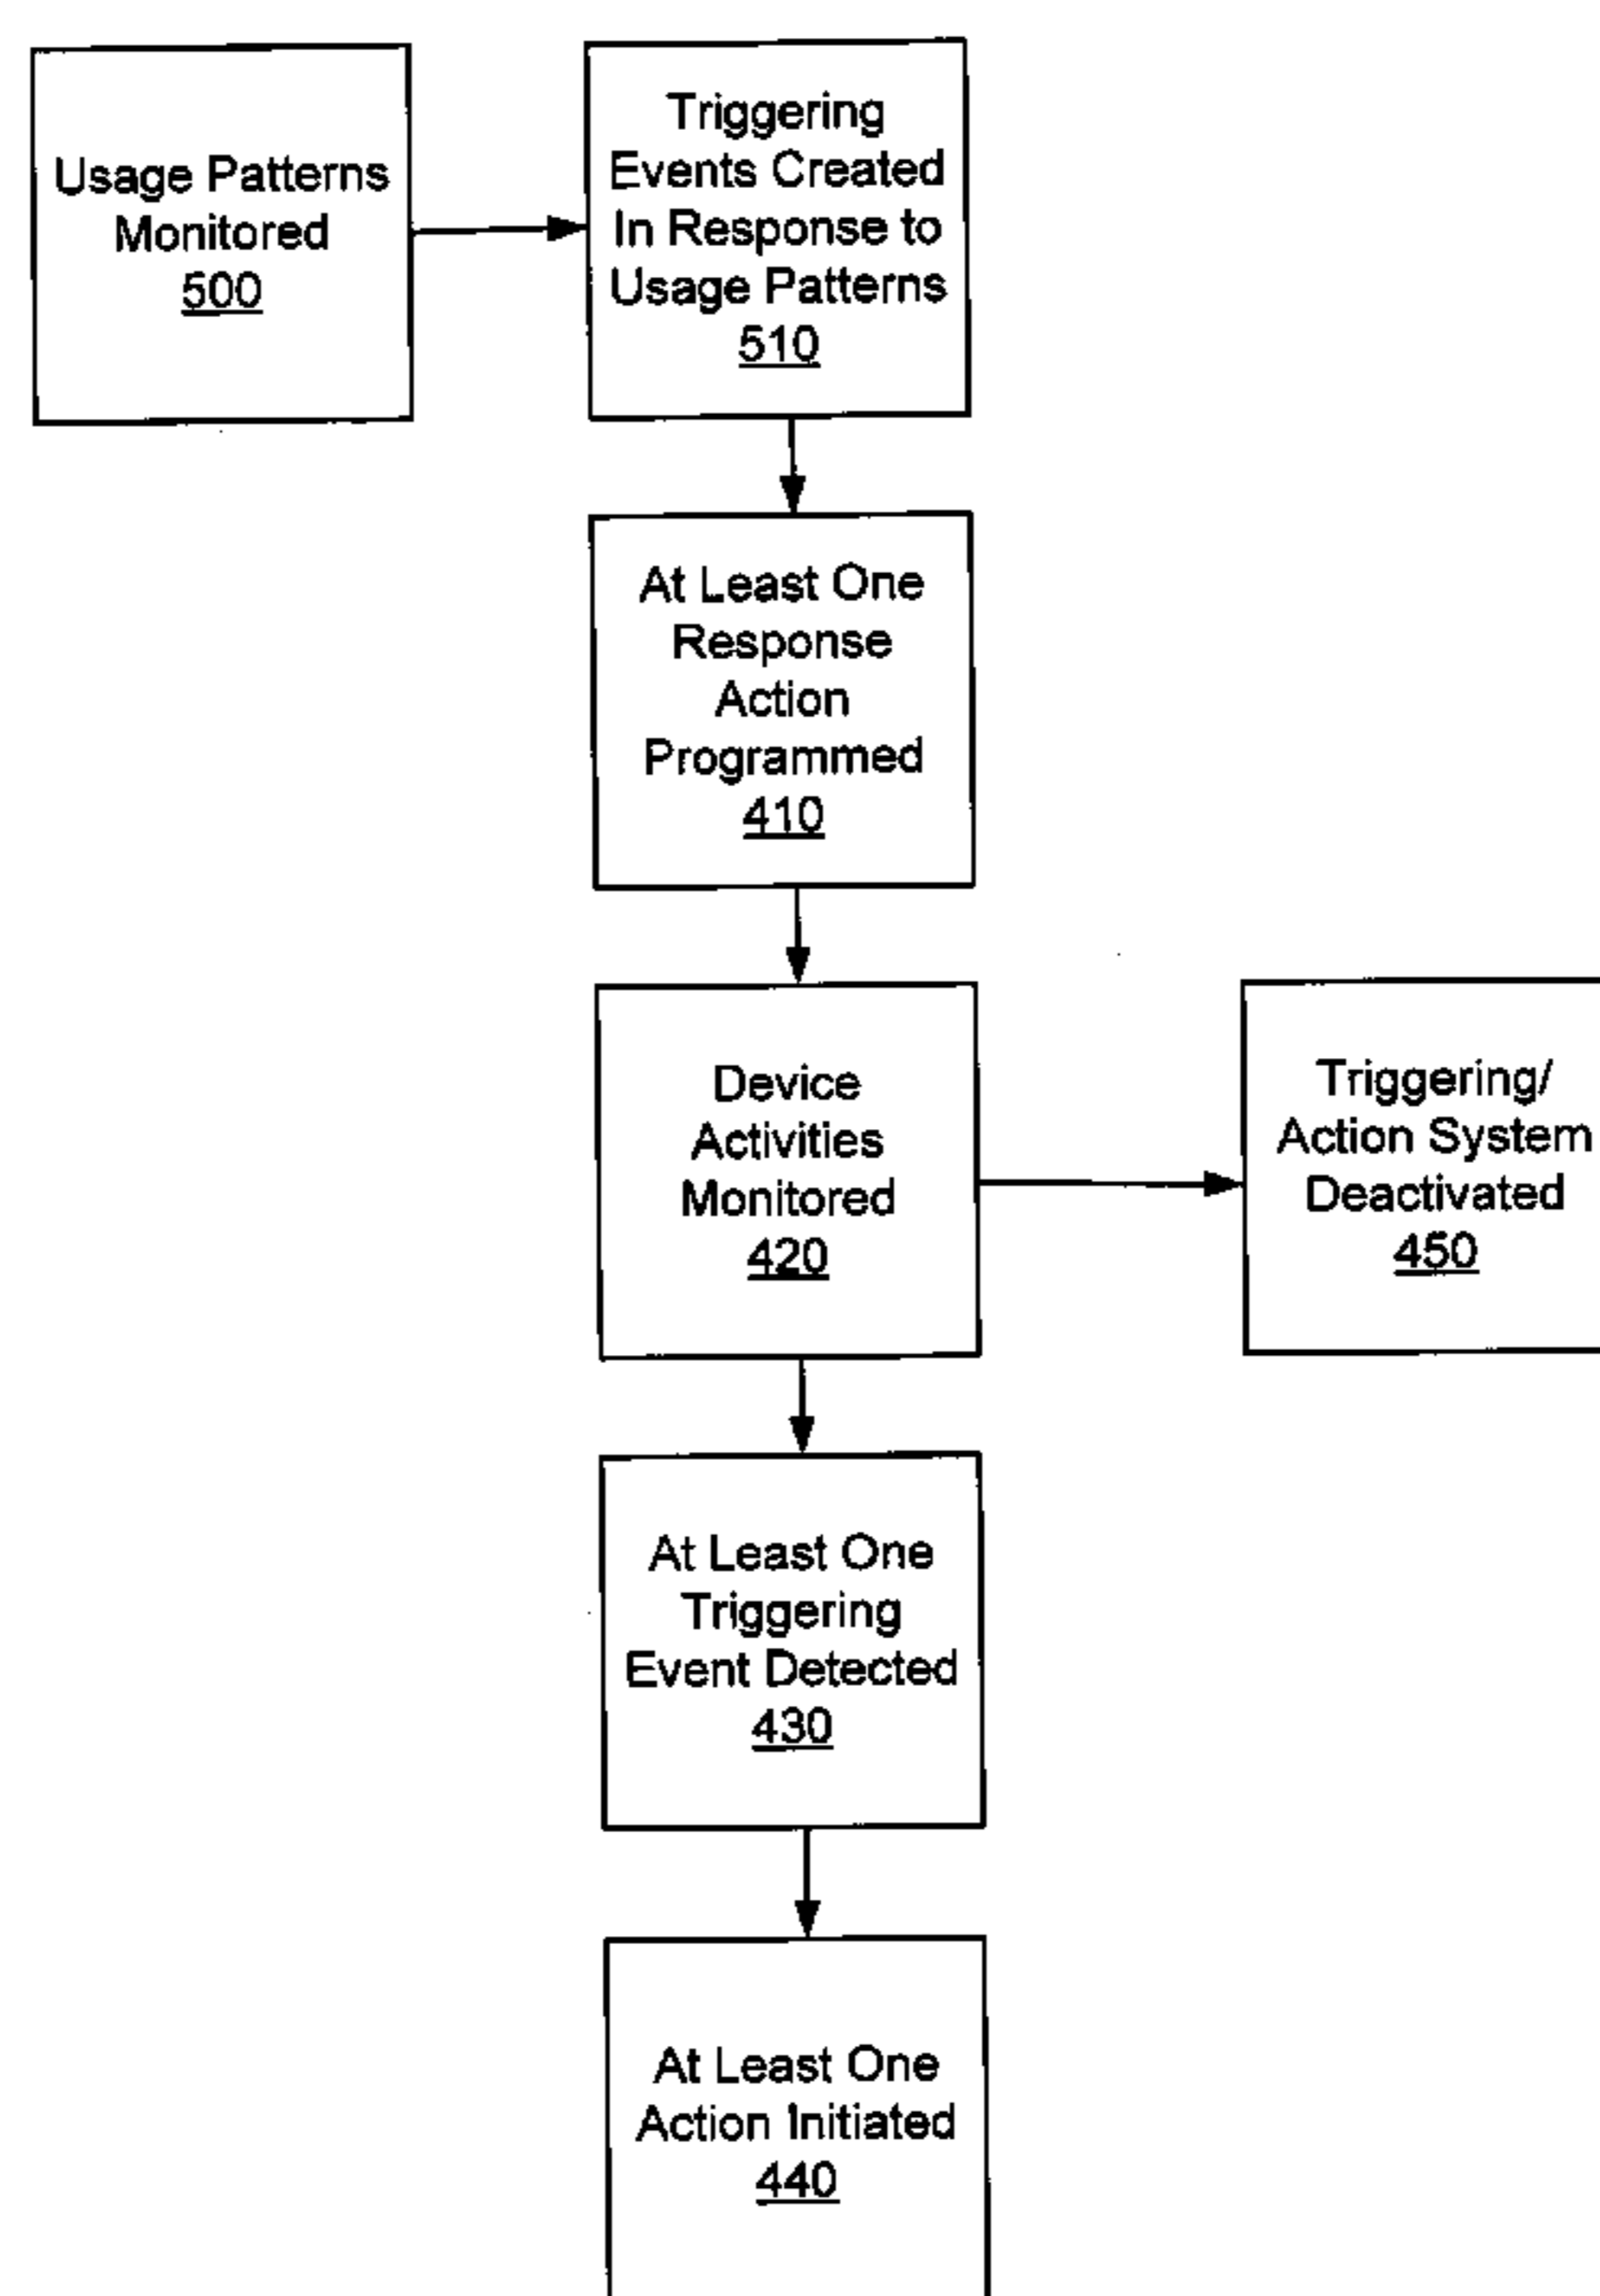 Usage Patterns
Monitored
500
Triggering
Events Created
In Response to
Usage Patterns
510
At Least One
Response
Action
Programmed
410
Device
Activities
Monitored
420
Triggering/
Action System
Deactivated
450
At Least One
Triggering
Event Detected
430
At Least One
Action Initiated
440